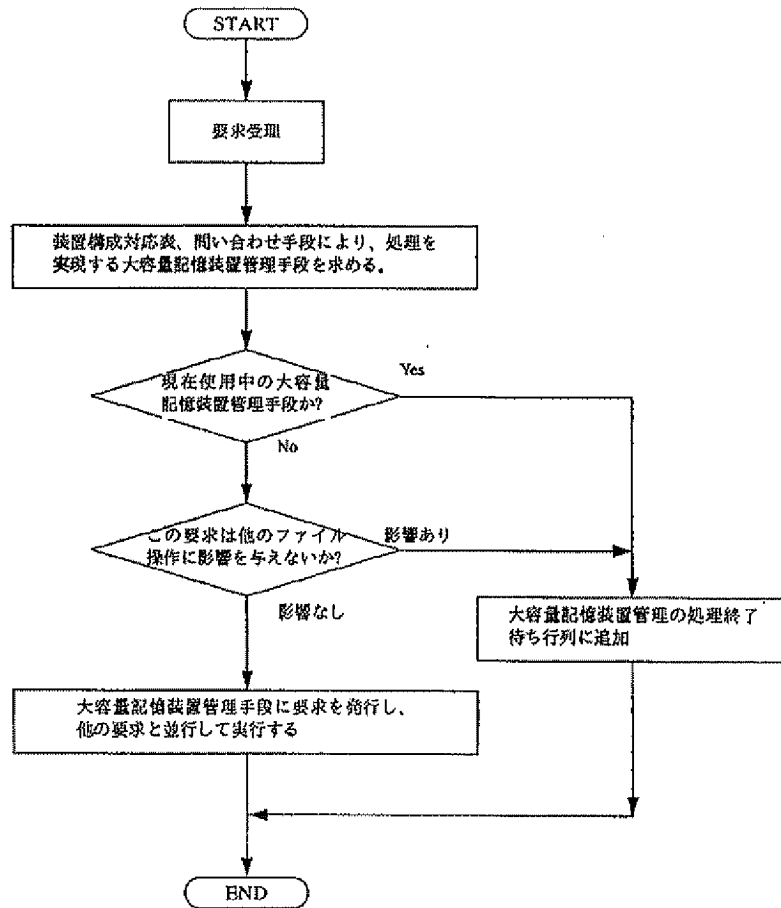 START
要求受理
装置構成対応表、問い合わせ手段により、処理を
実現する大容量記憶装置管理手段を求める。
現在使用中の大容量
記憶装置管理手段か?
Yes
No
この要求は他のファイル
操作に影響を与えないか?
影響あり
影響なし
大容量記憶装置管理の処理終了
待ち行列に追加
大容量記憶装置管理手段に要求を発行し、
他の要求と並行して実行する
END